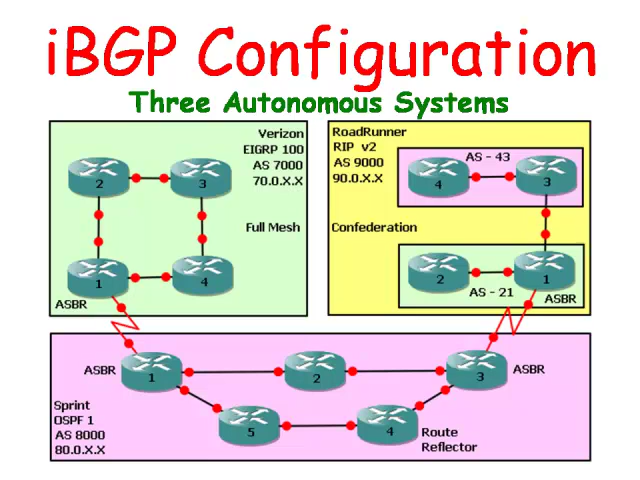 iBGP Configuration
Three Autonomous Systems
Verizon
EIGRP 100
AS 7000
70.0.X.X
2
3
Full Mesh
1
4
ASBR
RoadRunner
RIP v2
AS 9000
90.0.X.X
AS - 43
4
3
Confederation
2
1
AS - 21
ASBR
ASBR
1
2
3
ASBR
Sprint
OSPF 1
AS 8000
80.0.X.X
5
4
Route
Reflector